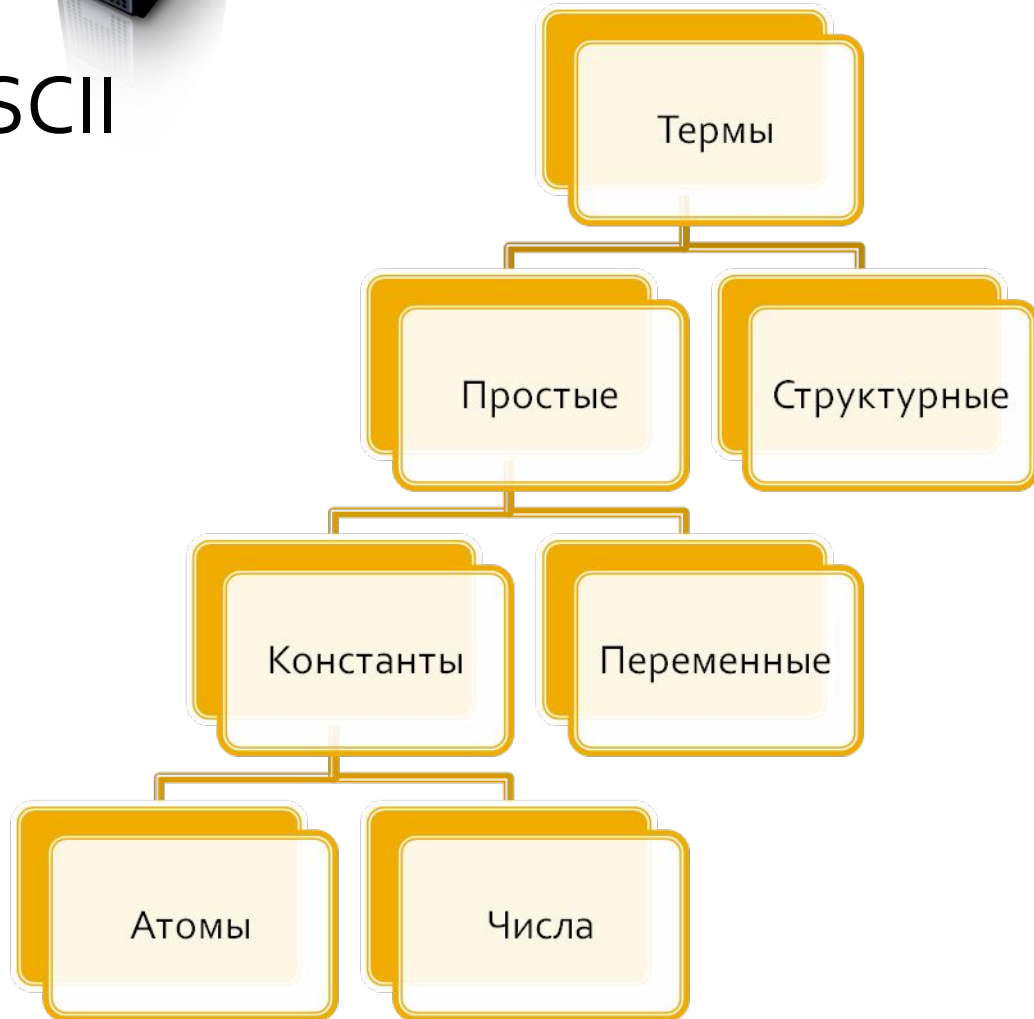 SCII
Термы
Простые
Структурные
Константы
Переменные
Атомы
Числа